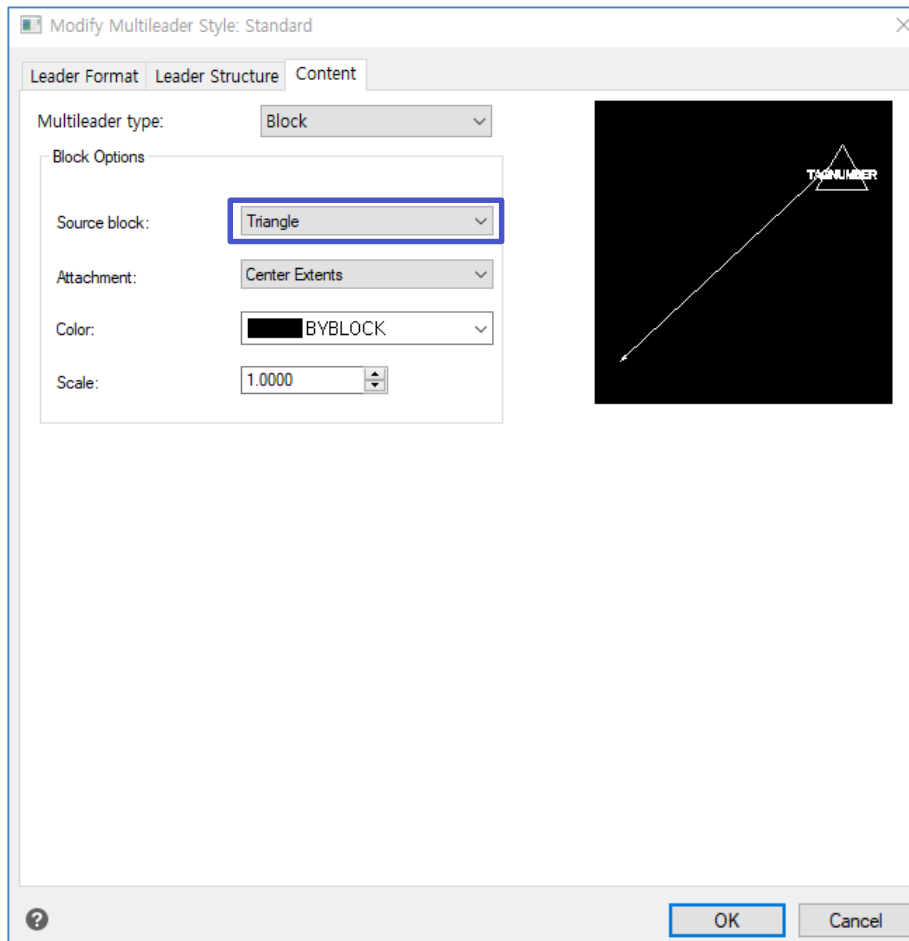 Modify Multileader Style: Standard
Leader Format Leader Structure Content
Multileader type: Block
Block Options
Source block: Triangle
Attachment: Center Extents
Color: BYBLOCK
Scale: 1.0000
TAGNUMBER
OK Cancel